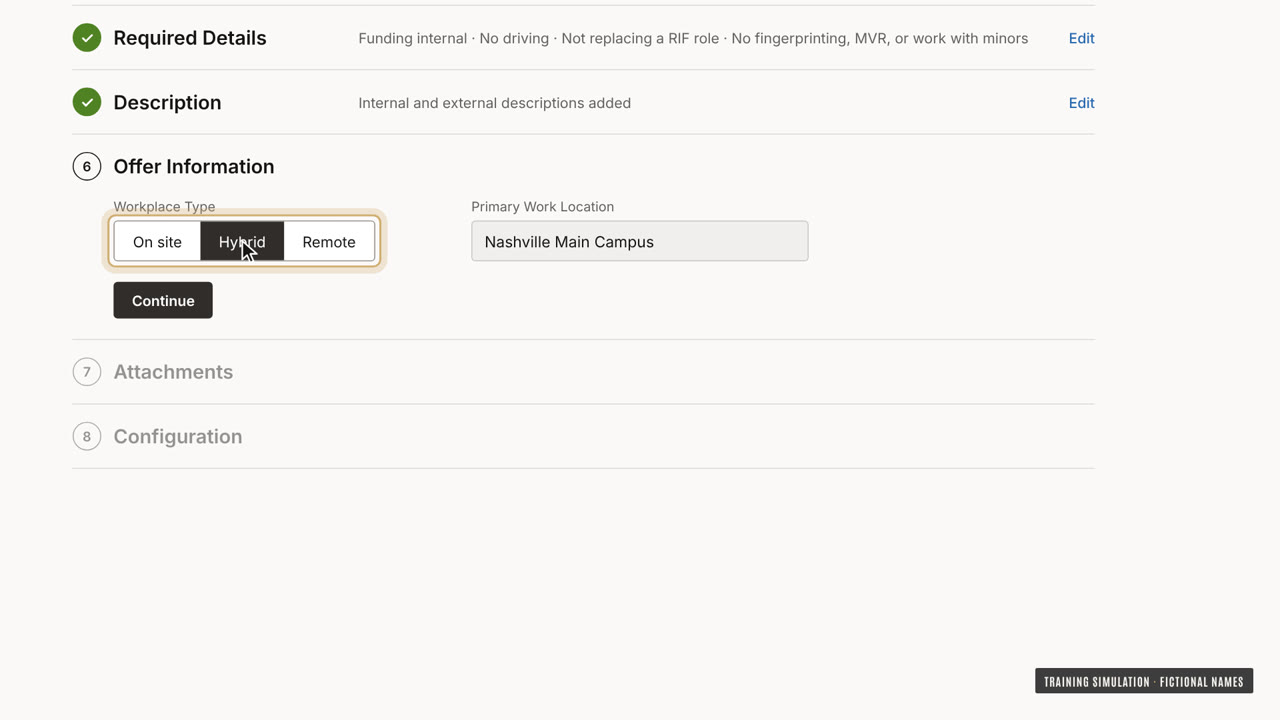 Required Details
Funding internal · No driving · Not replacing a RIF role · No fingerprinting, MVR, or work with minors
Edit
Description
Internal and external descriptions added
Edit
6
Offer Information
Workplace Type
Primary Work Location
On site
Hybrid
Remote
Nashville Main Campus
Continue
7
Attachments
8
Configuration
TRAINING SIMULATION · FICTIONAL NAMES